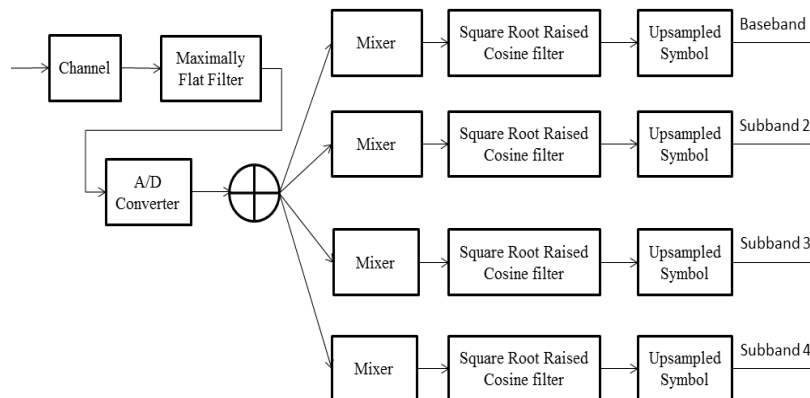 Channel
Maximally
Flat Filter
A/D
Converter
Mixer
Square Root Raised
Cosine filter
Upsampled
Symbol
Baseband
Mixer
Square Root Raised
Cosine filter
Upsampled
Symbol
Subband 2
Mixer
Square Root Raised
Cosine filter
Upsampled
Symbol
Subband 3
Mixer
Square Root Raised
Cosine filter
Upsampled
Symbol
Subband 4